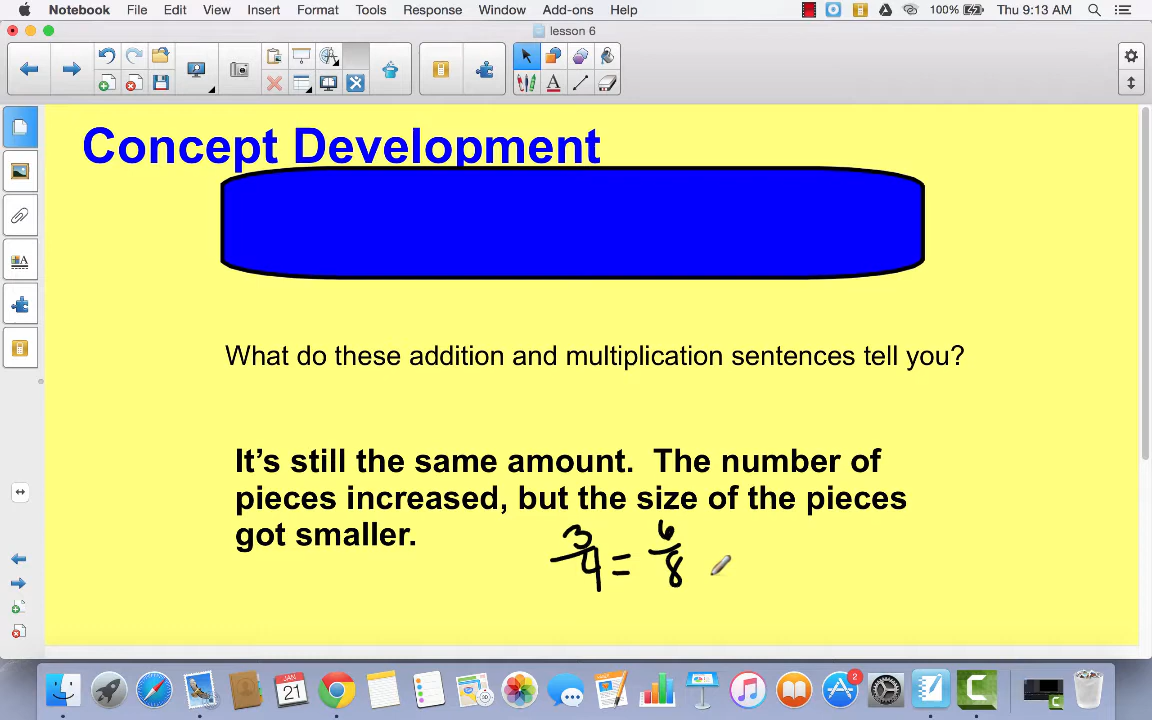 Notebook File Edit View Insert Format Tools Response Window Add-ons Help 100% Thu 9:13 AM
lesson 6
Concept Development
What do these addition and multiplication sentences tell you?
It's still the same amount. The number of
pieces increased, but the size of the pieces
got smaller.
3/4 = 6/8
21
2